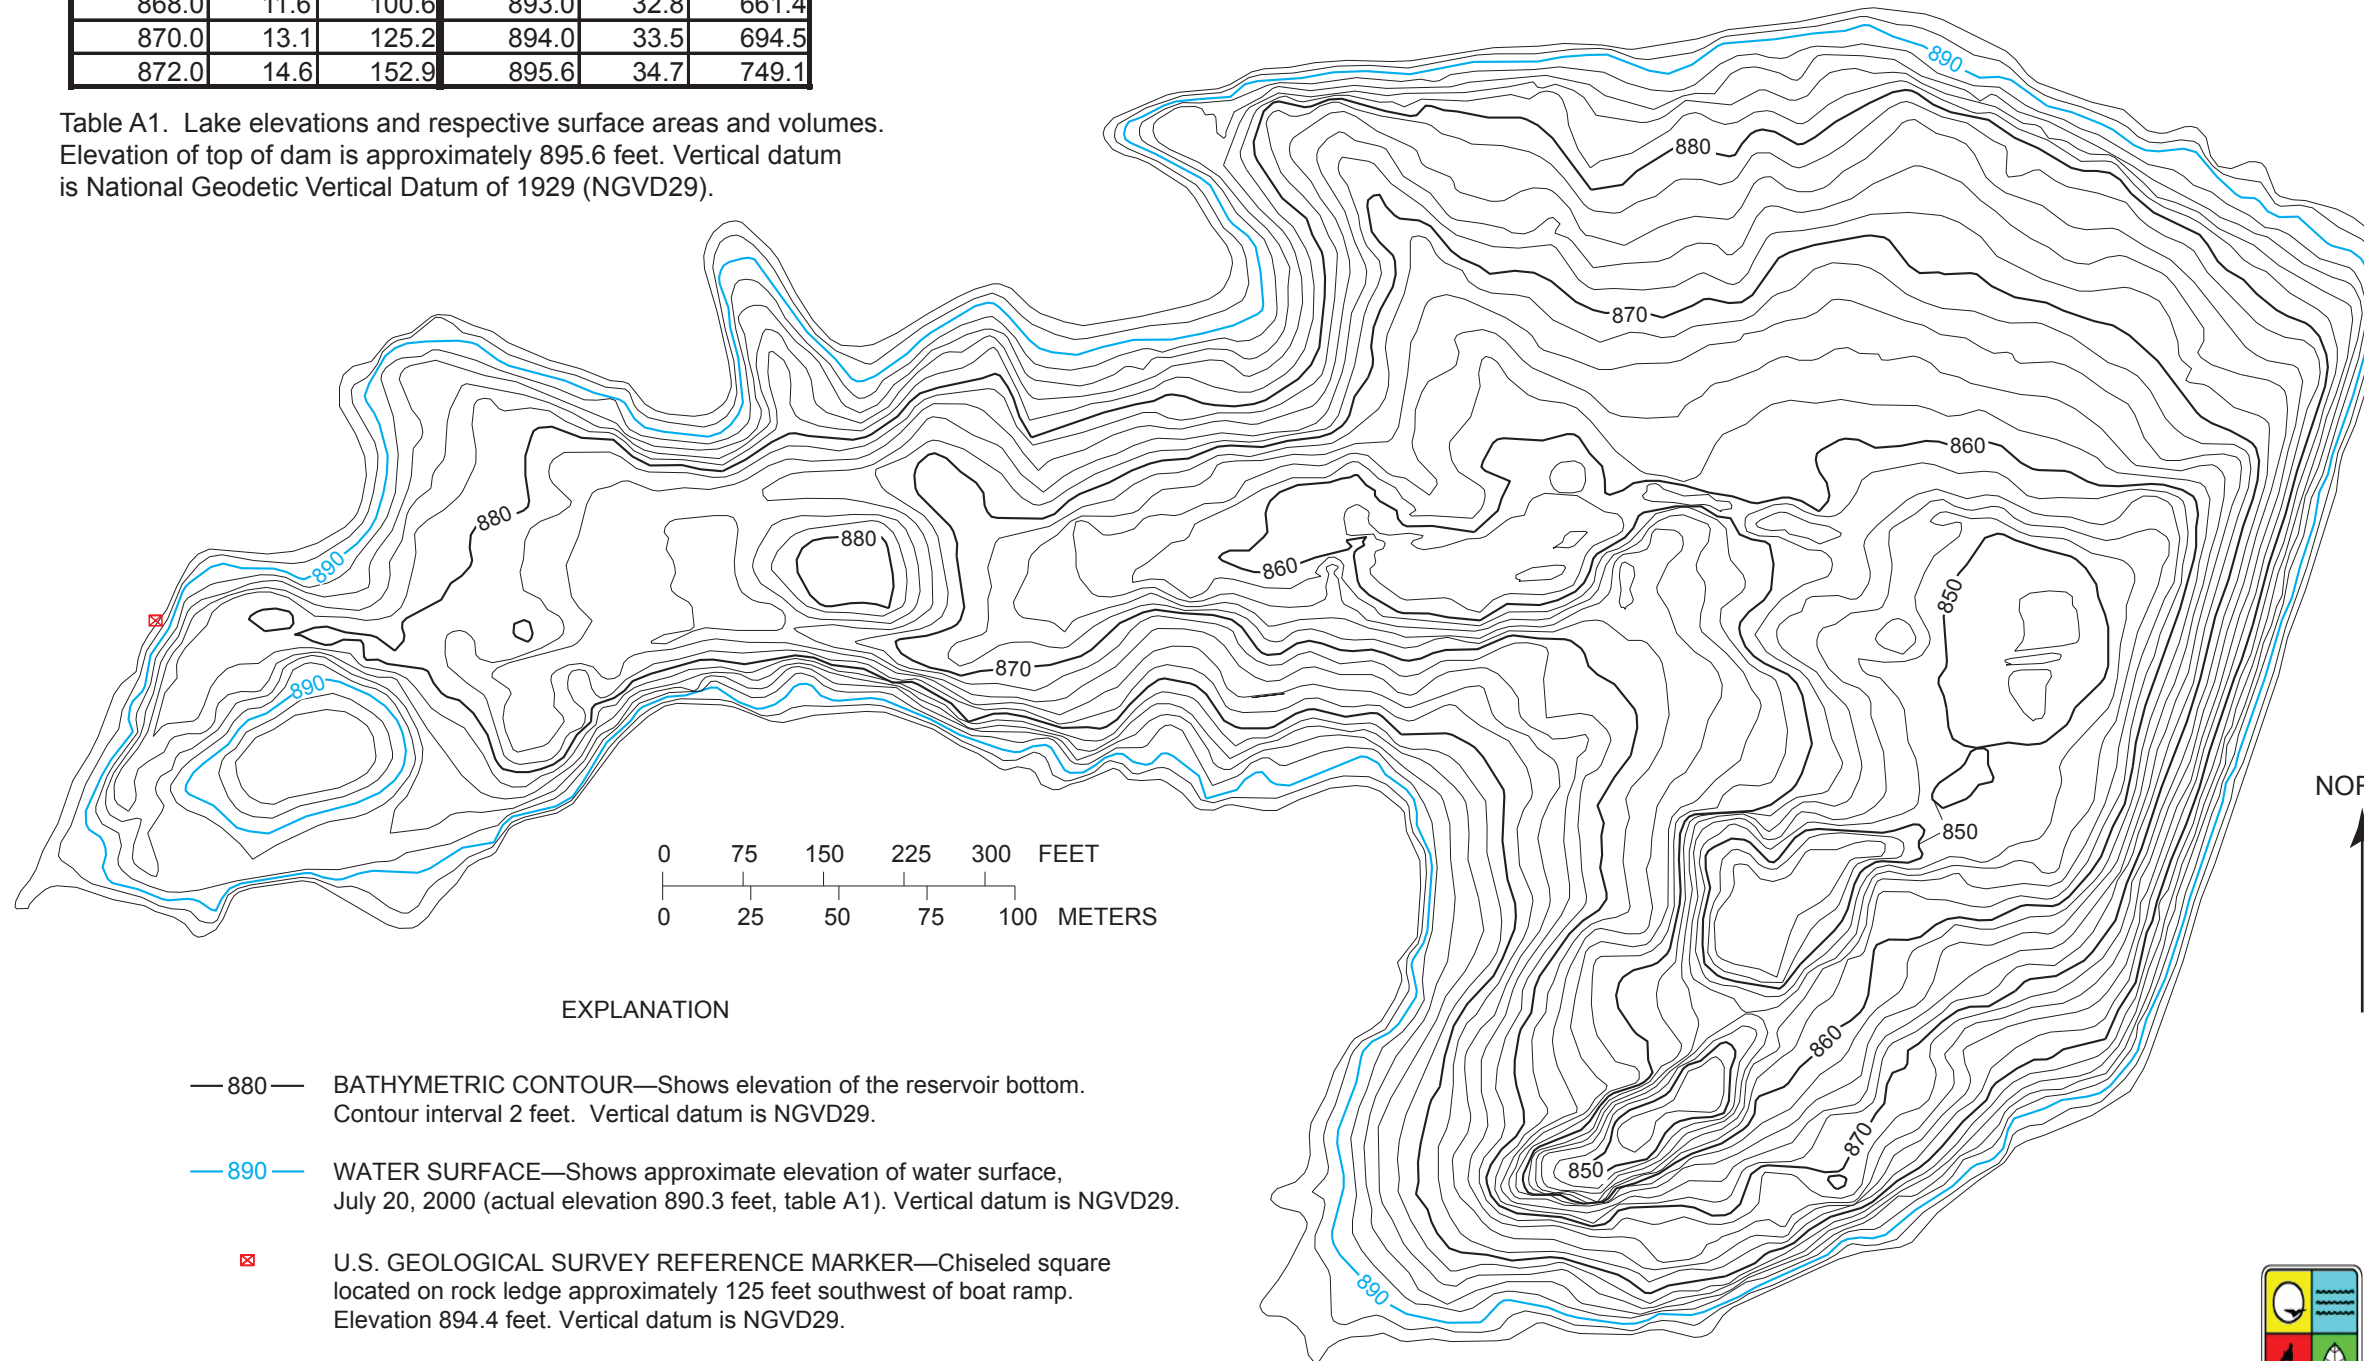 868.0 11.6 100.6 893.0 32.8 661.4
870.0 13.1 125.2 894.0 33.5 694.5
872.0 14.6 152.9 895.6 34.7 749.1
Table A1. Lake elevations and respective surface areas and volumes.
Elevation of top of dam is approximately 895.6 feet. Vertical datum
is National Geodetic Vertical Datum of 1929 (NGVD29).
890
880
870
860
880
880
890
860
850
890
870
850
860
870
850
890
NOR
0 75 150 225 300 FEET
0 25 50 75 100 METERS
EXPLANATION
880 BATHYMETRIC CONTOUR—Shows elevation of the reservoir bottom.
Contour interval 2 feet. Vertical datum is NGVD29.
890 WATER SURFACE—Shows approximate elevation of water surface,
July 20, 2000 (actual elevation 890.3 feet, table A1). Vertical datum is NGVD29.
U.S. GEOLOGICAL SURVEY REFERENCE MARKER—Chiseled square
located on rock ledge approximately 125 feet southwest of boat ramp.
Elevation 894.4 feet. Vertical datum is NGVD29.